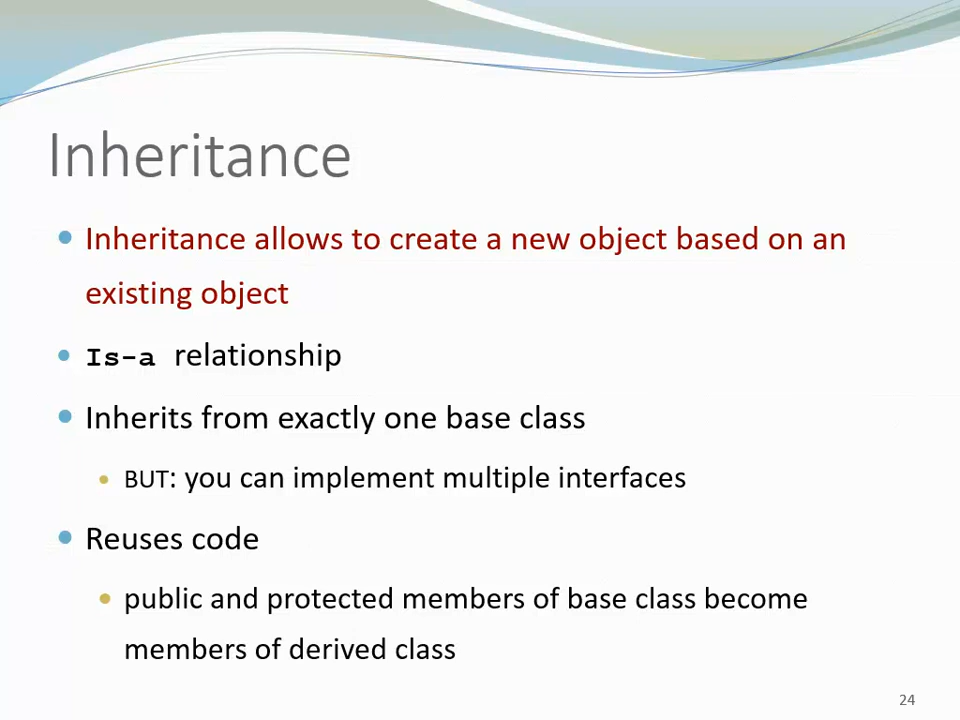 Inheritance
Inheritance allows to create a new object based on an
existing object
Is-a relationship
Inherits from exactly one base class
BUT: you can implement multiple interfaces
Reuses code
public and protected members of base class become
members of derived class
24